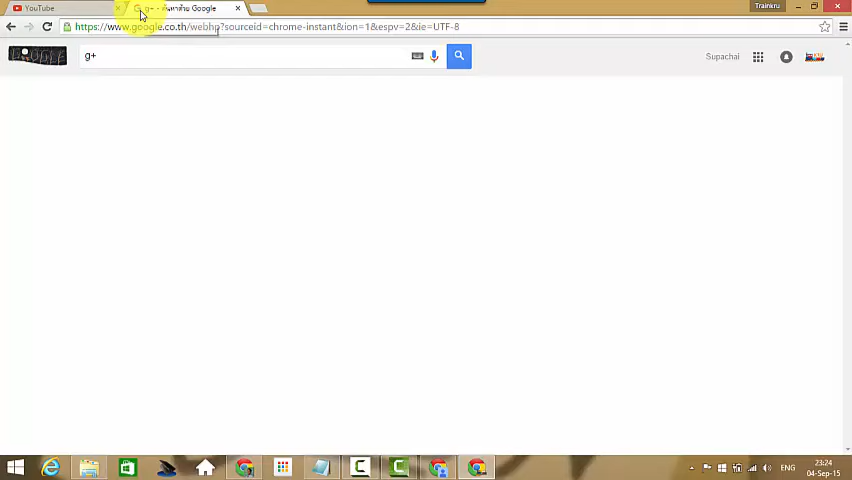 YouTube
g+ - ค้นหาด้วย Google
Trainkru
https://www.google.co.th/webhp?sourceid=chrome-instant&ion=1&espv=2&ie=UTF-8
GOOGLE
g+
Supachai
ENG
23:24
04-Sep-15